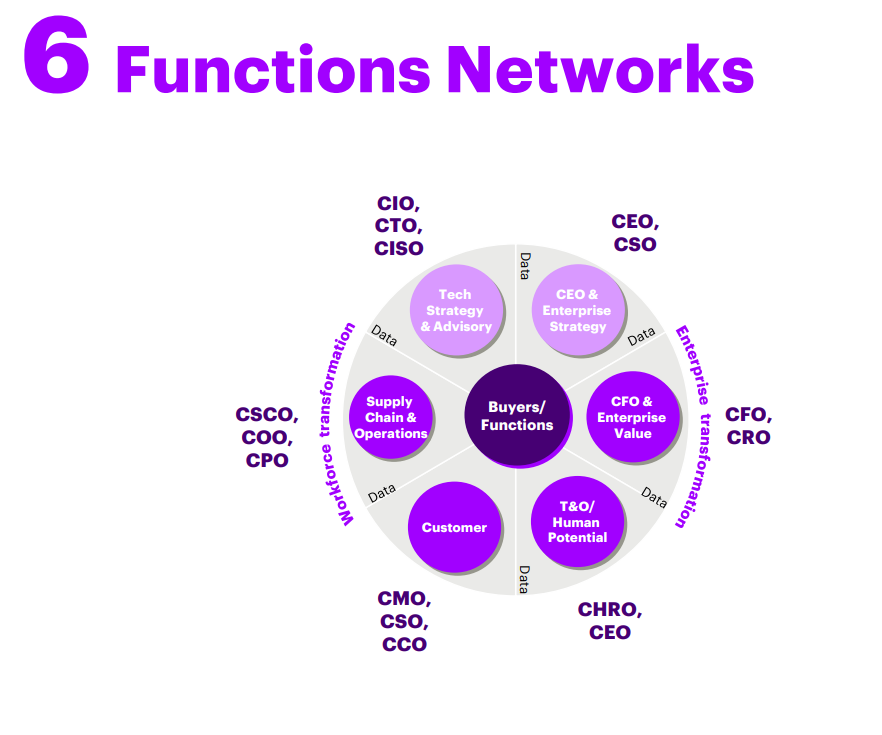 6 Functions Networks
CIO,
CTO,
CISO
CEO,
CSO
Data
Tech
Strategy
& Advisory
CEO &
Enterprise
Strategy
Data
Data
Workforce transformation
Enterprise transformation
CSCO,
COO,
CPO
Supply
Chain &
Operations
Buyers/
Functions
CFO &
Enterprise
Value
CFO,
CRO
Data
Data
Customer
T&O/
Human
Potential
Data
CMO,
CSO,
CCO
CHRO,
CEO